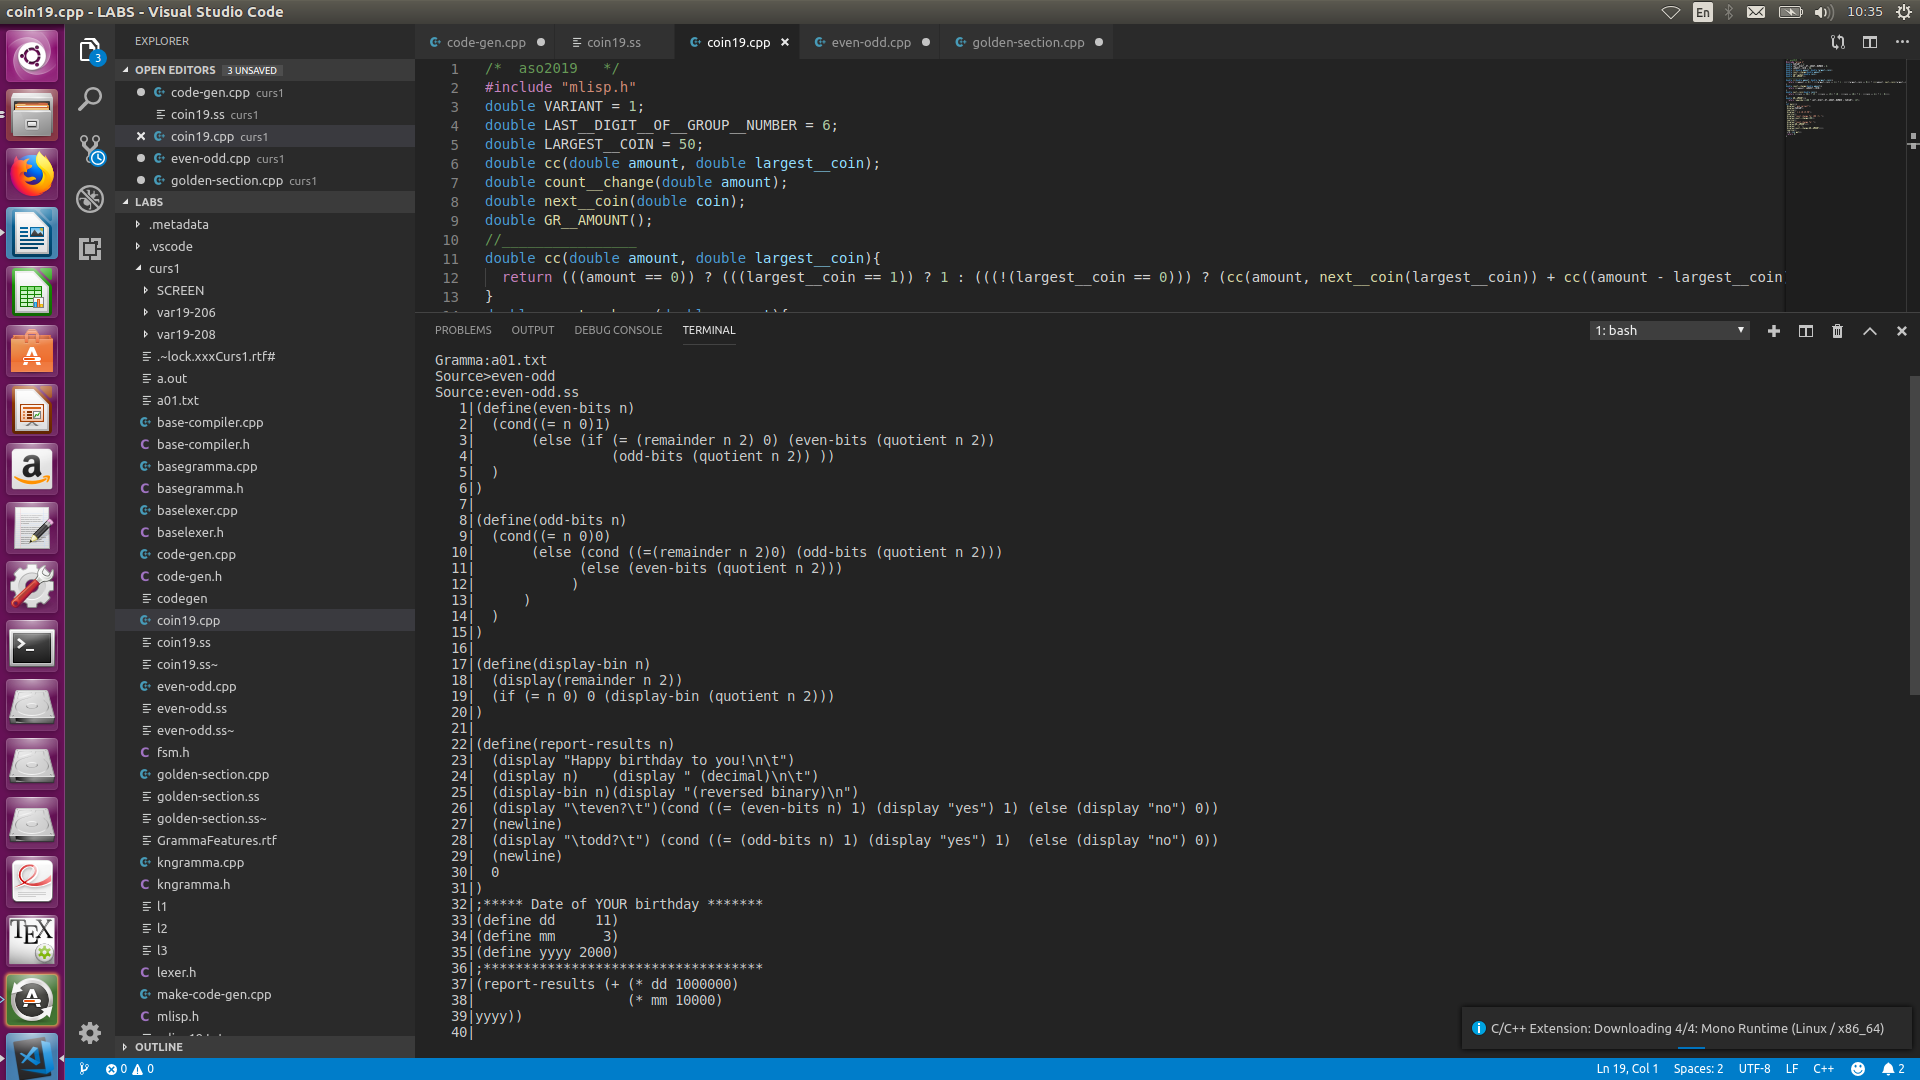 coin19.cpp - LABS - Visual Studio Code
En
10:35
EXPLORER
OPEN EDITORS 3 UNSAVED
code-gen.cpp curs1
coin19.ss curs1
coin19.cpp curs1
even-odd.cpp curs1
golden-section.cpp curs1
LABS
.metadata
.vscode
curs1
SCREEN
var19-206
var19-208
.~lock.xxxCurs1.rtf#
a.out
a01.txt
base-compiler.cpp
base-compiler.h
basegramma.cpp
basegramma.h
baselexer.cpp
baselexer.h
code-gen.cpp
code-gen.h
codegen
coin19.cpp
coin19.ss
coin19.ss~
even-odd.cpp
even-odd.ss
even-odd.ss~
fsm.h
golden-section.cpp
golden-section.ss
golden-section.ss~
GrammaFeatures.rtf
kngramma.cpp
kngramma.h
l1
l2
l3
lexer.h
make-code-gen.cpp
mlisp.h
OUTLINE
code-gen.cpp
coin19.ss
coin19.cpp
even-odd.cpp
golden-section.cpp
1 /*  aso2019   */
2 #include "mlisp.h"
3 double VARIANT = 1;
4 double LAST__DIGIT__OF__GROUP__NUMBER = 6;
5 double LARGEST__COIN = 50;
6 double cc(double amount, double largest__coin);
7 double count__change(double amount);
8 double next__coin(double coin);
9 double GR__AMOUNT();
10 //________________
11 double cc(double amount, double largest__coin){
12   return (((amount == 0)) ? (((largest__coin == 1)) ? 1 : (((!(largest__coin == 0))) ? (cc(amount, next__coin(largest__coin)) + cc((amount - largest__coin
13 }
PROBLEMS OUTPUT DEBUG CONSOLE TERMINAL
1: bash
Gramma:a01.txt
Source>even-odd
Source:even-odd.ss
   1|(define(even-bits n)
   2|  (cond((= n 0)1)
   3|       (else (if (= (remainder n 2) 0) (even-bits (quotient n 2))
   4|                 (odd-bits (quotient n 2)) ))
   5|  )
   6|)
   7|
   8|(define(odd-bits n)
   9|  (cond((= n 0)0)
  10|       (else (cond ((=(remainder n 2)0) (odd-bits (quotient n 2)))
  11|             (else (even-bits (quotient n 2)))
  12|            )
  13|      )
  14|  )
  15|)
  16|
  17|(define(display-bin n)
  18|  (display(remainder n 2))
  19|  (if (= n 0) 0 (display-bin (quotient n 2)))
  20|)
  21|
  22|(define(report-results n)
  23|  (display "Happy birthday to you!\n\t")
  24|  (display n)    (display " (decimal)\n\t")
  25|  (display-bin n)(display "(reversed binary)\n")
  26|  (display "\teven?\t")(cond ((= (even-bits n) 1) (display "yes") 1) (else (display "no") 0))
  27|  (newline)
  28|  (display "\todd?\t") (cond ((= (odd-bits n) 1) (display "yes") 1)  (else (display "no") 0))
  29|  (newline)
  30|  0
  31|)
  32|;***** Date of YOUR birthday *******
  33|(define dd     11)
  34|(define mm      3)
  35|(define yyyy 2000)
  36|;***********************************
  37|(report-results (+ (* dd 1000000)
  38|                   (* mm 10000)
  39|yyyy))
  40|
C/C++ Extension: Downloading 4/4: Mono Runtime (Linux / x86_64)
0 0
Ln 19, Col 1 Spaces: 2 UTF-8 LF C++ 2